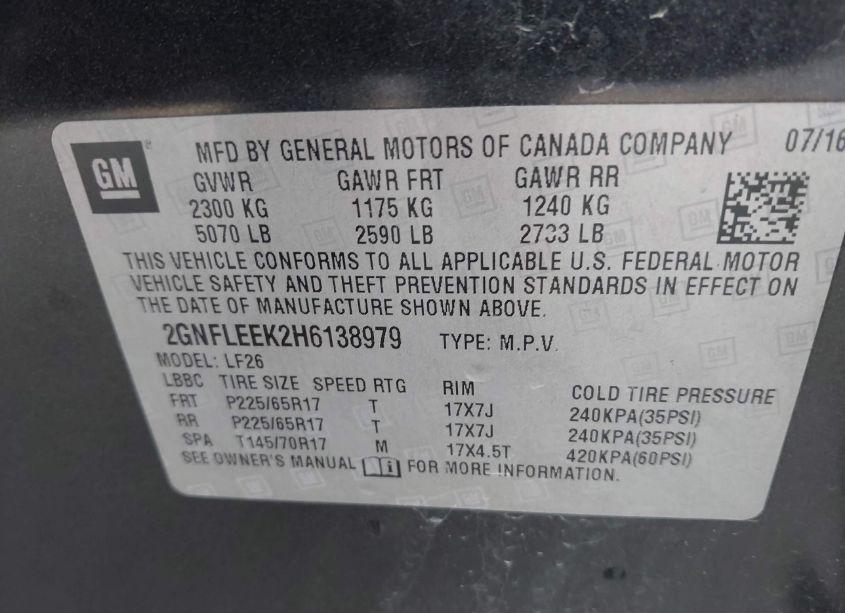 GM
MFD BY GENERAL MOTORS OF CANADA COMPANY 07/16
GVWR GAWR FRT GAWR RR
2300 KG 1175 KG 1240 KG
5070 LB 2590 LB 2733 LB
THIS VEHICLE CONFORMS TO ALL APPLICABLE U.S. FEDERAL MOTOR
VEHICLE SAFETY AND THEFT PREVENTION STANDARDS IN EFFECT ON
THE DATE OF MANUFACTURE SHOWN ABOVE.
2GNFLEEK2H6138979 TYPE: M.P.V.
MODEL: LF26
LBBC TIRE SIZE SPEED RTG RIM COLD TIRE PRESSURE
FRT P225/65R17 T 17X7J 240KPA(35PSI)
RR P225/65R17 T 17X7J 240KPA(35PSI)
SPA T145/70R17 M 17X4.5T 420KPA(60PSI)
SEE OWNER'S MANUAL FOR MORE INFORMATION.